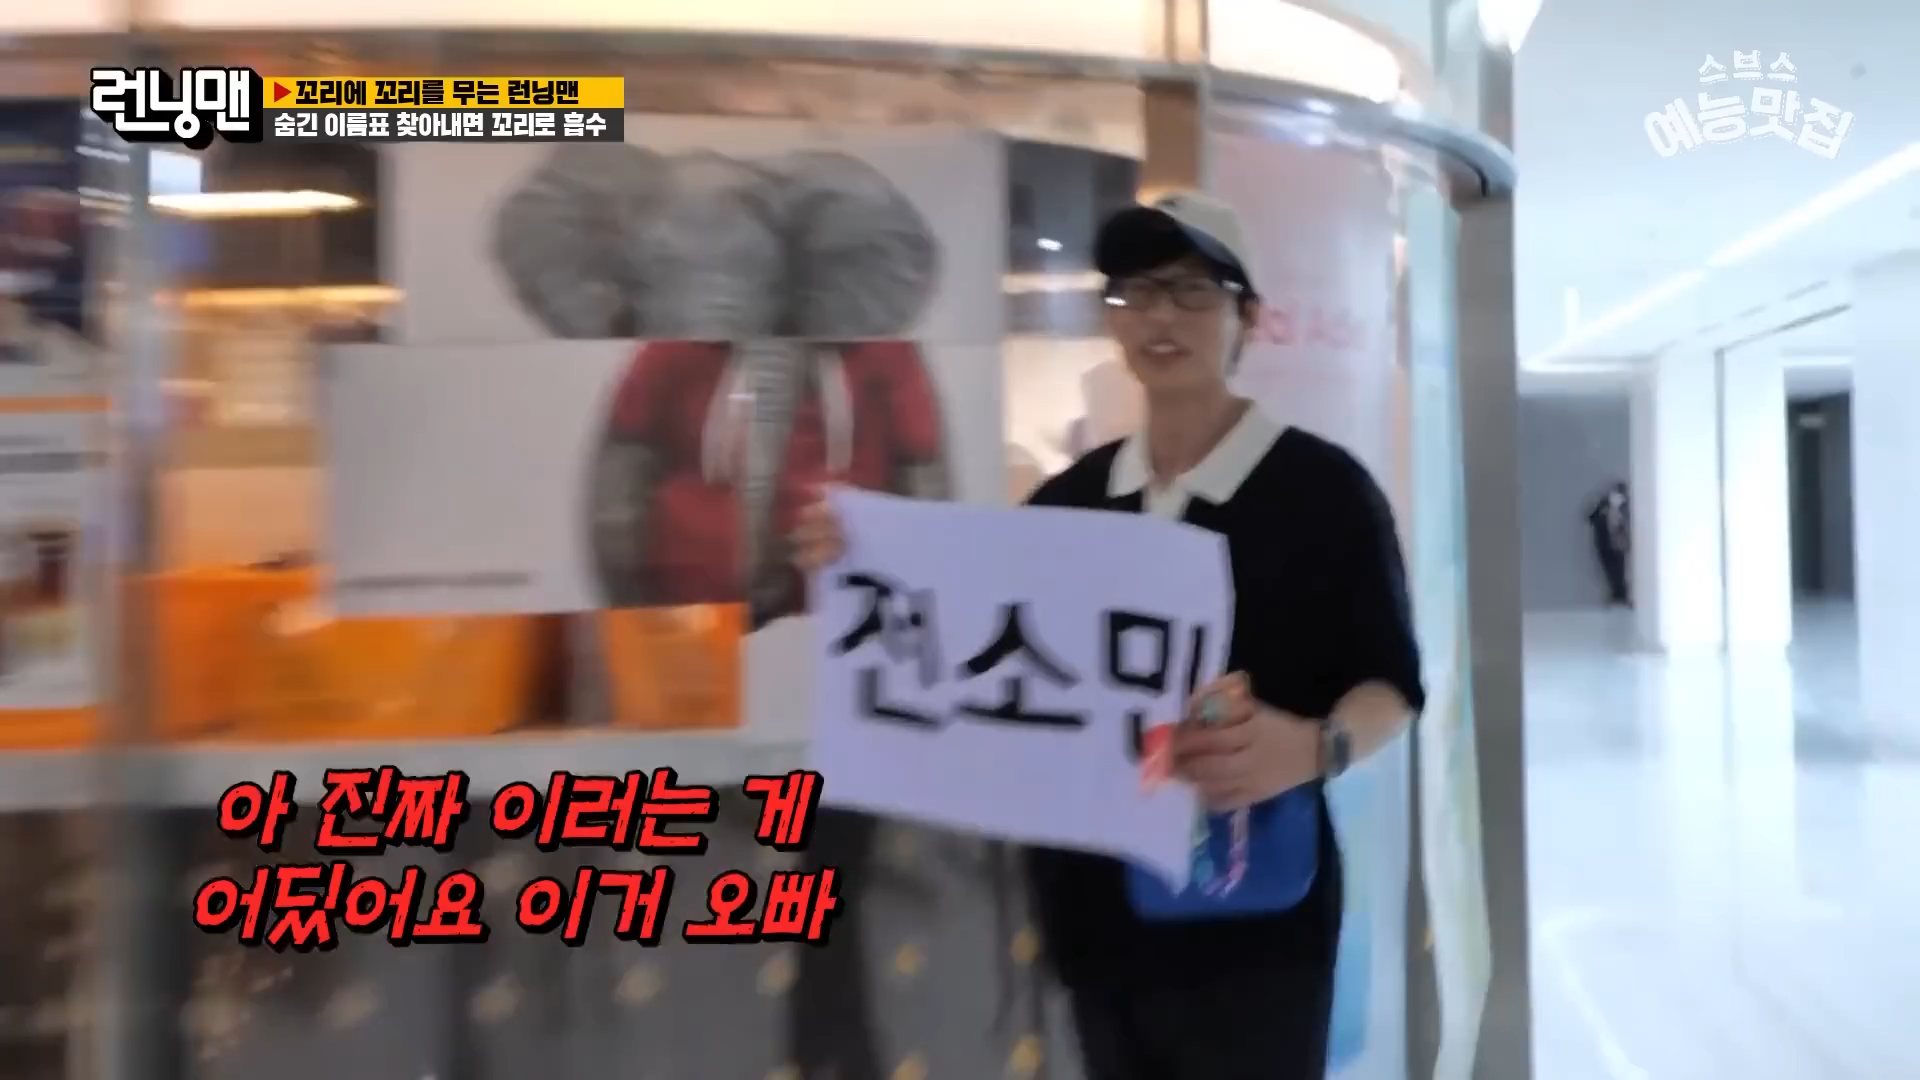 런닝맨
▶꼬리에 꼬리를 무는 런닝맨
숨긴 이름표 찾아내면 꼬리로 흡수
스브스
예능맛집
전소민
아 진짜 이러는 게
어딨어요 이거 오빠